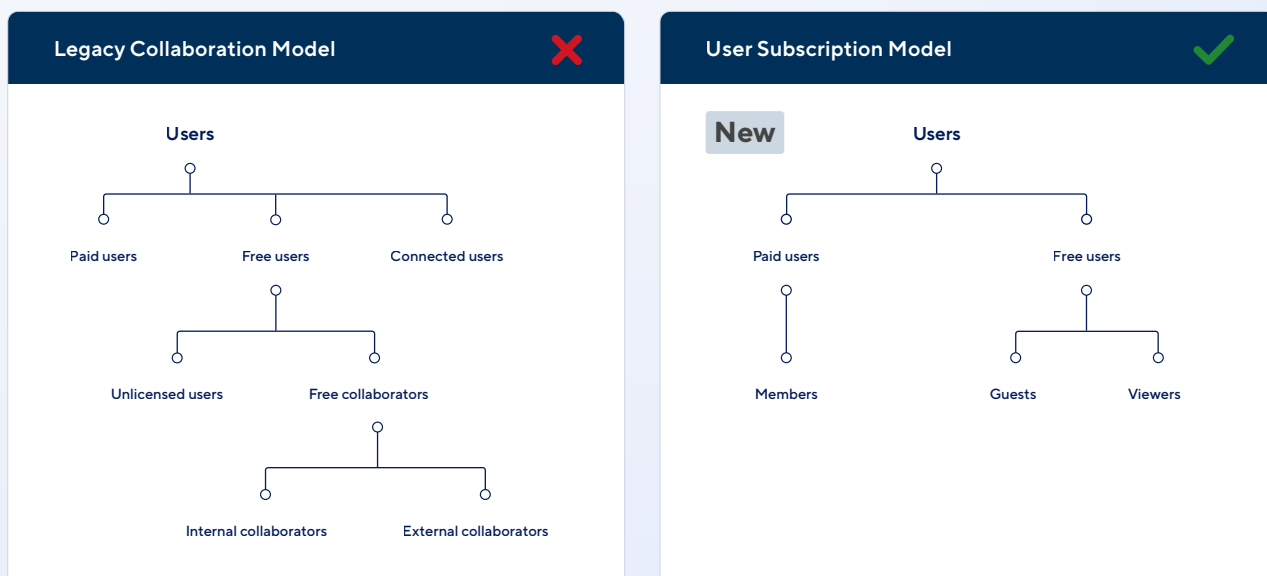 Legacy Collaboration Model
Users
Paid users
Free users
Connected users
Unlicensed users
Free collaborators
Internal collaborators
External collaborators
User Subscription Model
New
Users
Paid users
Free users
Members
Guests
Viewers